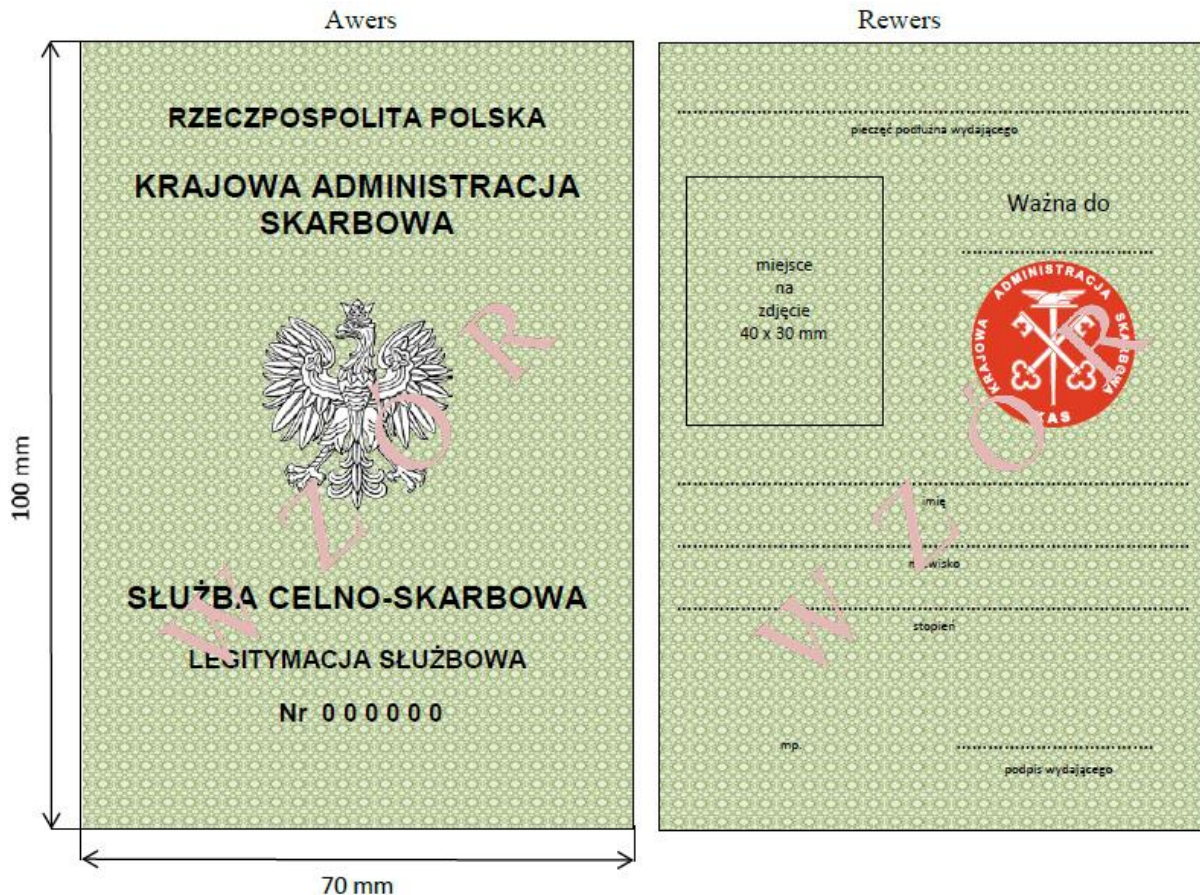 Awers
RZECZPOSPOLITA POLSKA
KRAJOWA ADMINISTRACJA
SKARBOWA
SŁUŻBA CELNO-SKARBOWA
LEGITYMACJA SŁUŻBOWA
Nr 000000
WZÓR
100 mm
70 mm
Rewers
pieczęć podłużna wydającego
miejsce
na
zdjęcie
40 x 30 mm
Ważna do
KRAJOWA ADMINISTRACJA SKARBOWA
KAS
imię
nazwisko
stopień
mp.
podpis wydającego
WZÓR